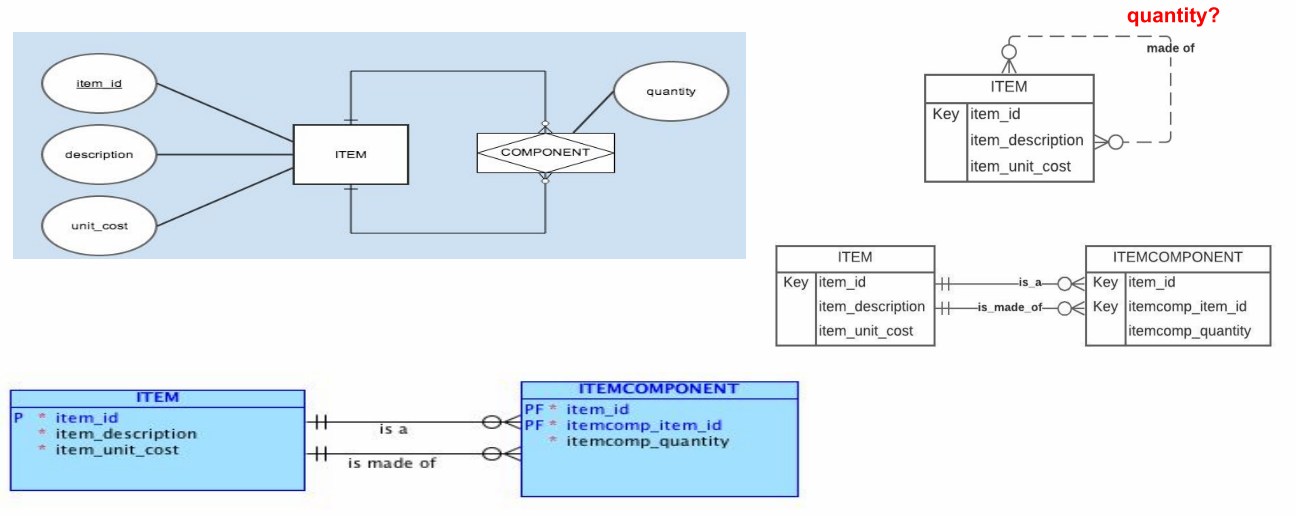 item_id
description
unit_cost
ITEM
COMPONENT
quantity
quantity?
made of
ITEM
Key item_id
item_description
item_unit_cost
ITEM
Key item_id
item_description
item_unit_cost
is_a
is_made_of
ITEMCOMPONENT
Key item_id
Key itemcomp_item_id
itemcomp_quantity
ITEM
P * item_id
* item_description
* item_unit_cost
is a
is made of
ITEMCOMPONENT
PF * item_id
PF * itemcomp_item_id
* itemcomp_quantity